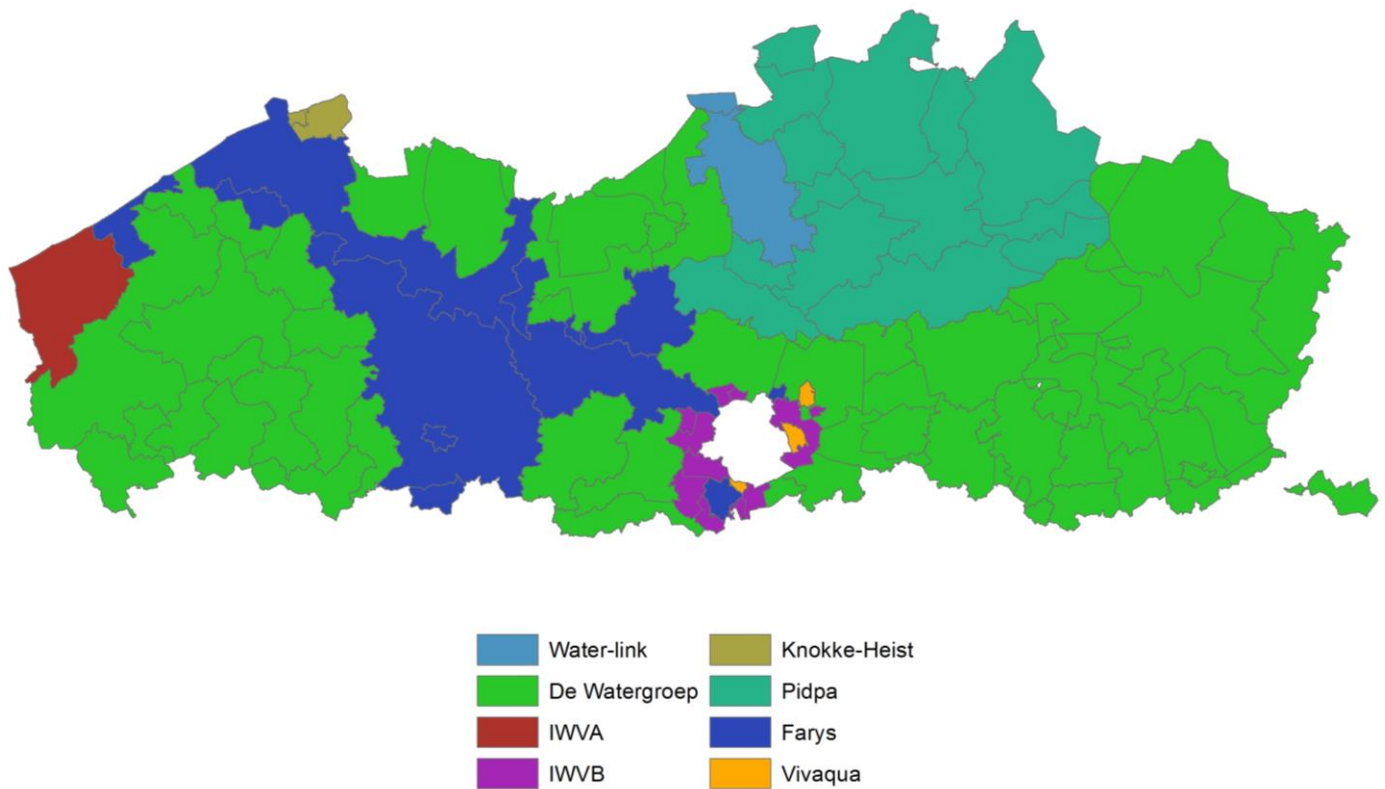 Water-link
De Watergroep
IWVA
IWVB
Knokke-Heist
Pidpa
Farys
Vivaqua